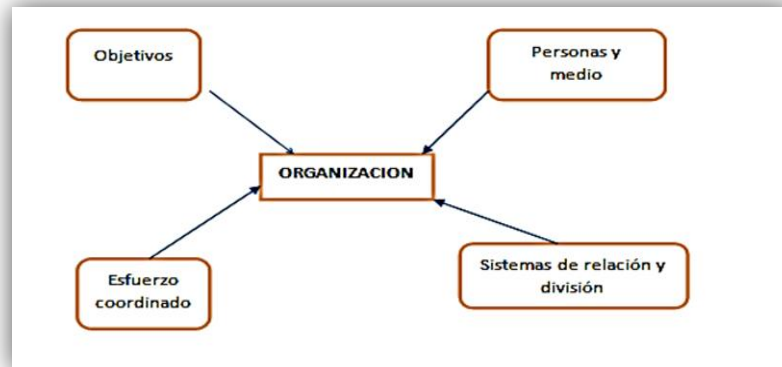 Objetivos
Personas y
medio
ORGANIZACION
Esfuerzo
coordinado
Sistemas de relación y
división